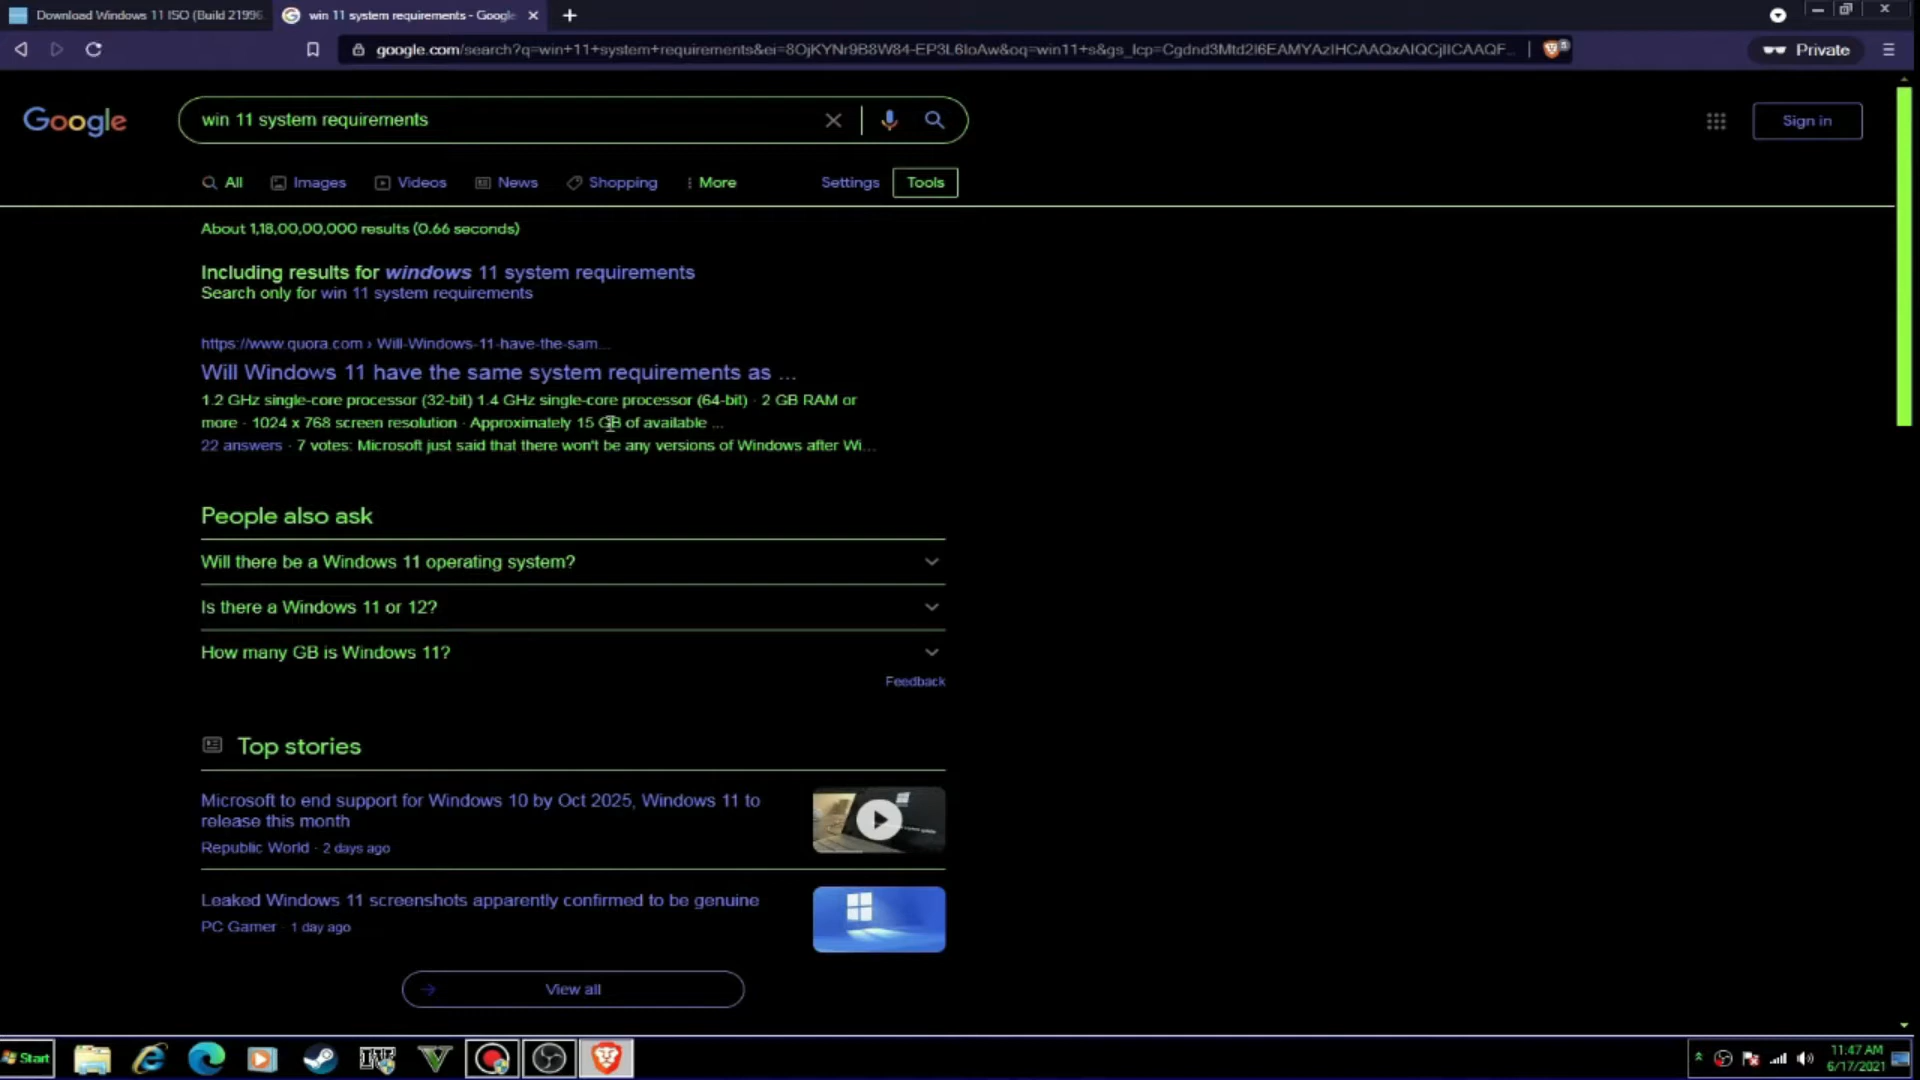 Download Windows 11 ISO (Build 21996.
win 11 system requirements - Google
google.com/search?q=win+11+system+requirements&ei=8OjKYNr9B8W84-EP3L6IoAw&oq=win11+s&gs_lcp=Cgdnd3Mtd2l6EAMYAzIHCAAQxAIQCjIICAAQF...
Private
Google
win 11 system requirements
Sign in
All
Images
Videos
News
Shopping
More
Settings
Tools
About 1,18,00,00,000 results (0.66 seconds)
Including results for windows 11 system requirements
Search only for win 11 system requirements
https://www.quora.com › Will-Windows-11-have-the-sam...
Will Windows 11 have the same system requirements as ...
1.2 GHz single-core processor (32-bit) 1.4 GHz single-core processor (64-bit) · 2 GB RAM or
more · 1024 x 768 screen resolution · Approximately 15 GB of available ...
22 answers · 7 votes: Microsoft just said that there won't be any versions of Windows after Wi...
People also ask
Will there be a Windows 11 operating system?
Is there a Windows 11 or 12?
How many GB is Windows 11?
Feedback
Top stories
Microsoft to end support for Windows 10 by Oct 2025, Windows 11 to
release this month
Republic World · 2 days ago
Leaked Windows 11 screenshots apparently confirmed to be genuine
PC Gamer · 1 day ago
View all
Start
IV
V
11:47 AM
6/17/2021